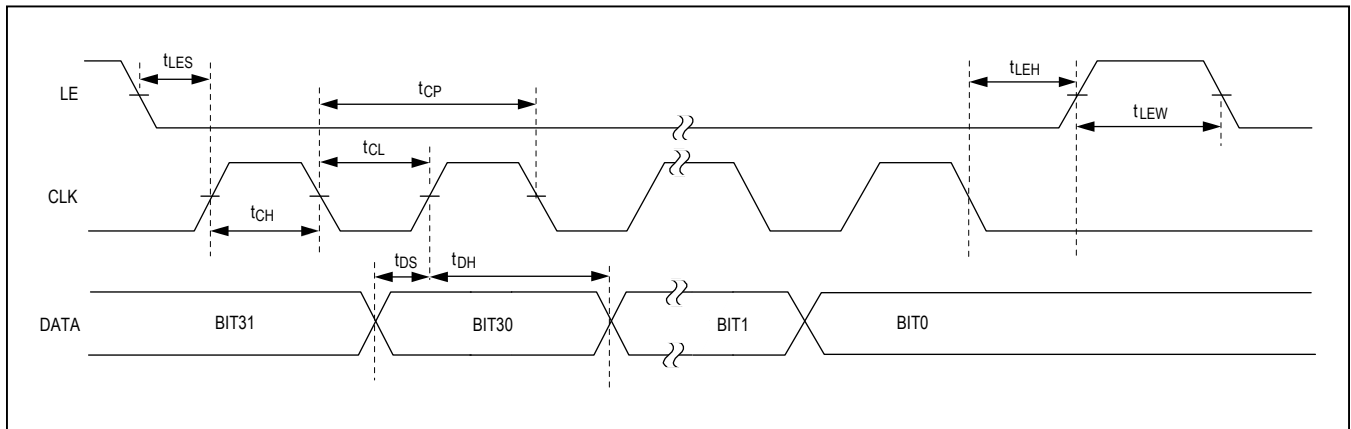 tLES
tLEH
tCP
LE
tLEW
tCL
CLK
tCH
tDS
tDH
DATA
BIT31
BIT30
BIT1
BIT0